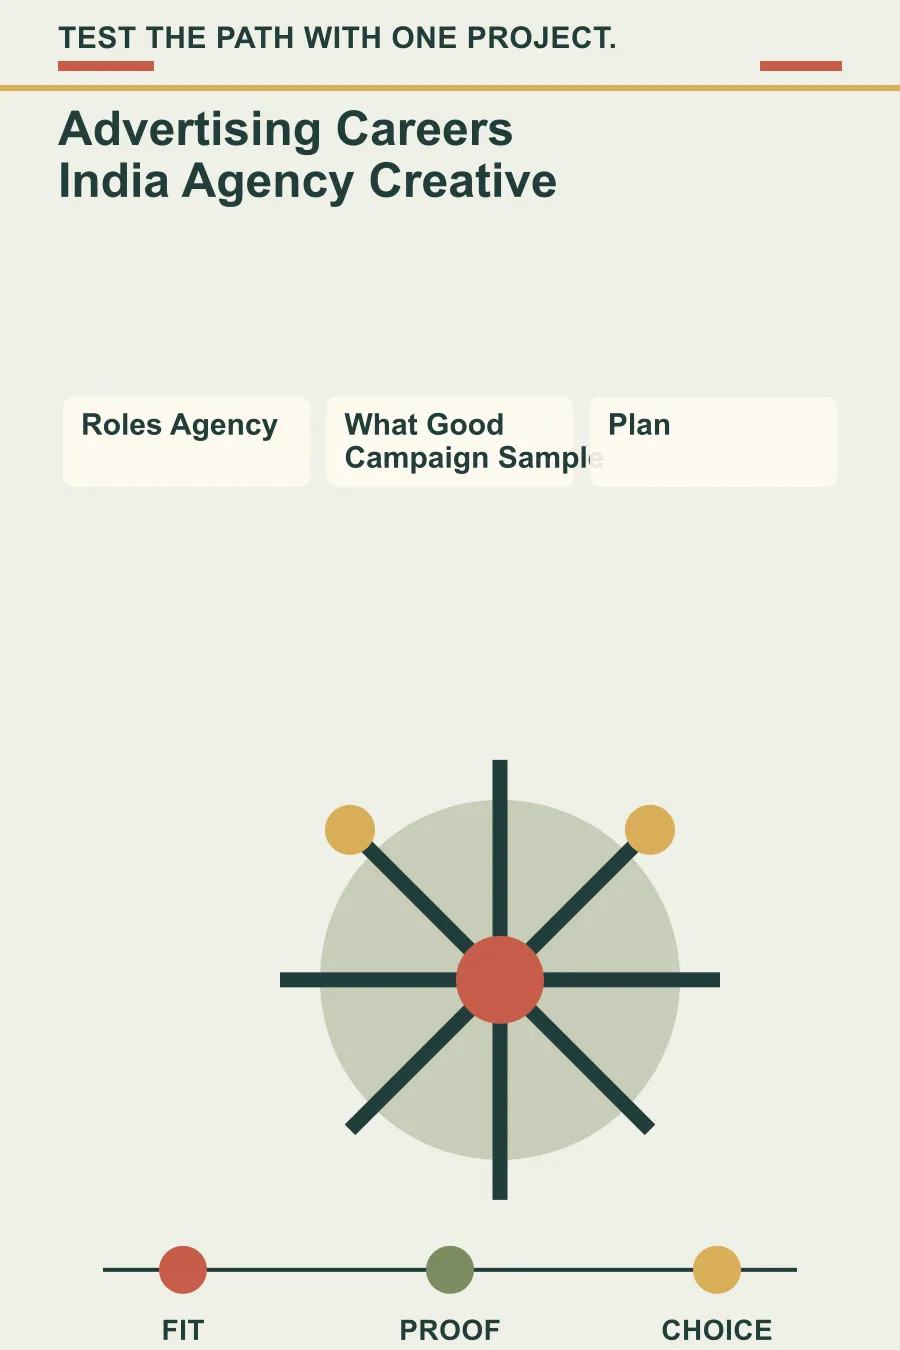 TEST THE PATH WITH ONE PROJECT.
Advertising Careers
India Agency Creative
Roles Agency
What Good
Campaign Sample
Plan
FIT
PROOF
CHOICE